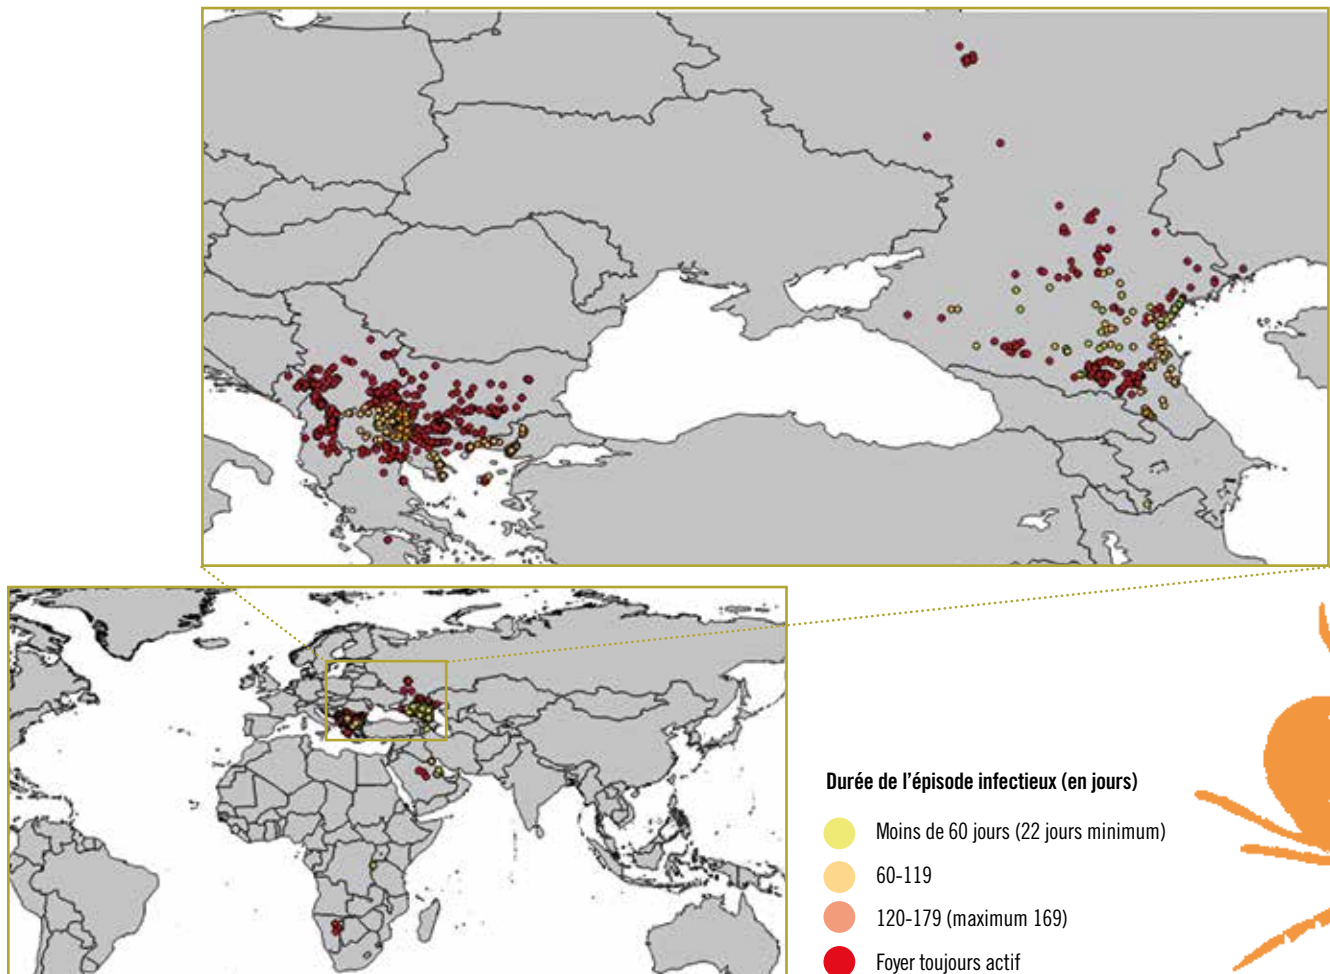 Durée de l'épisode infectieux (en jours)
Moins de 60 jours (22 jours minimum)
60-119
120-179 (maximum 169)
Foyer toujours actif